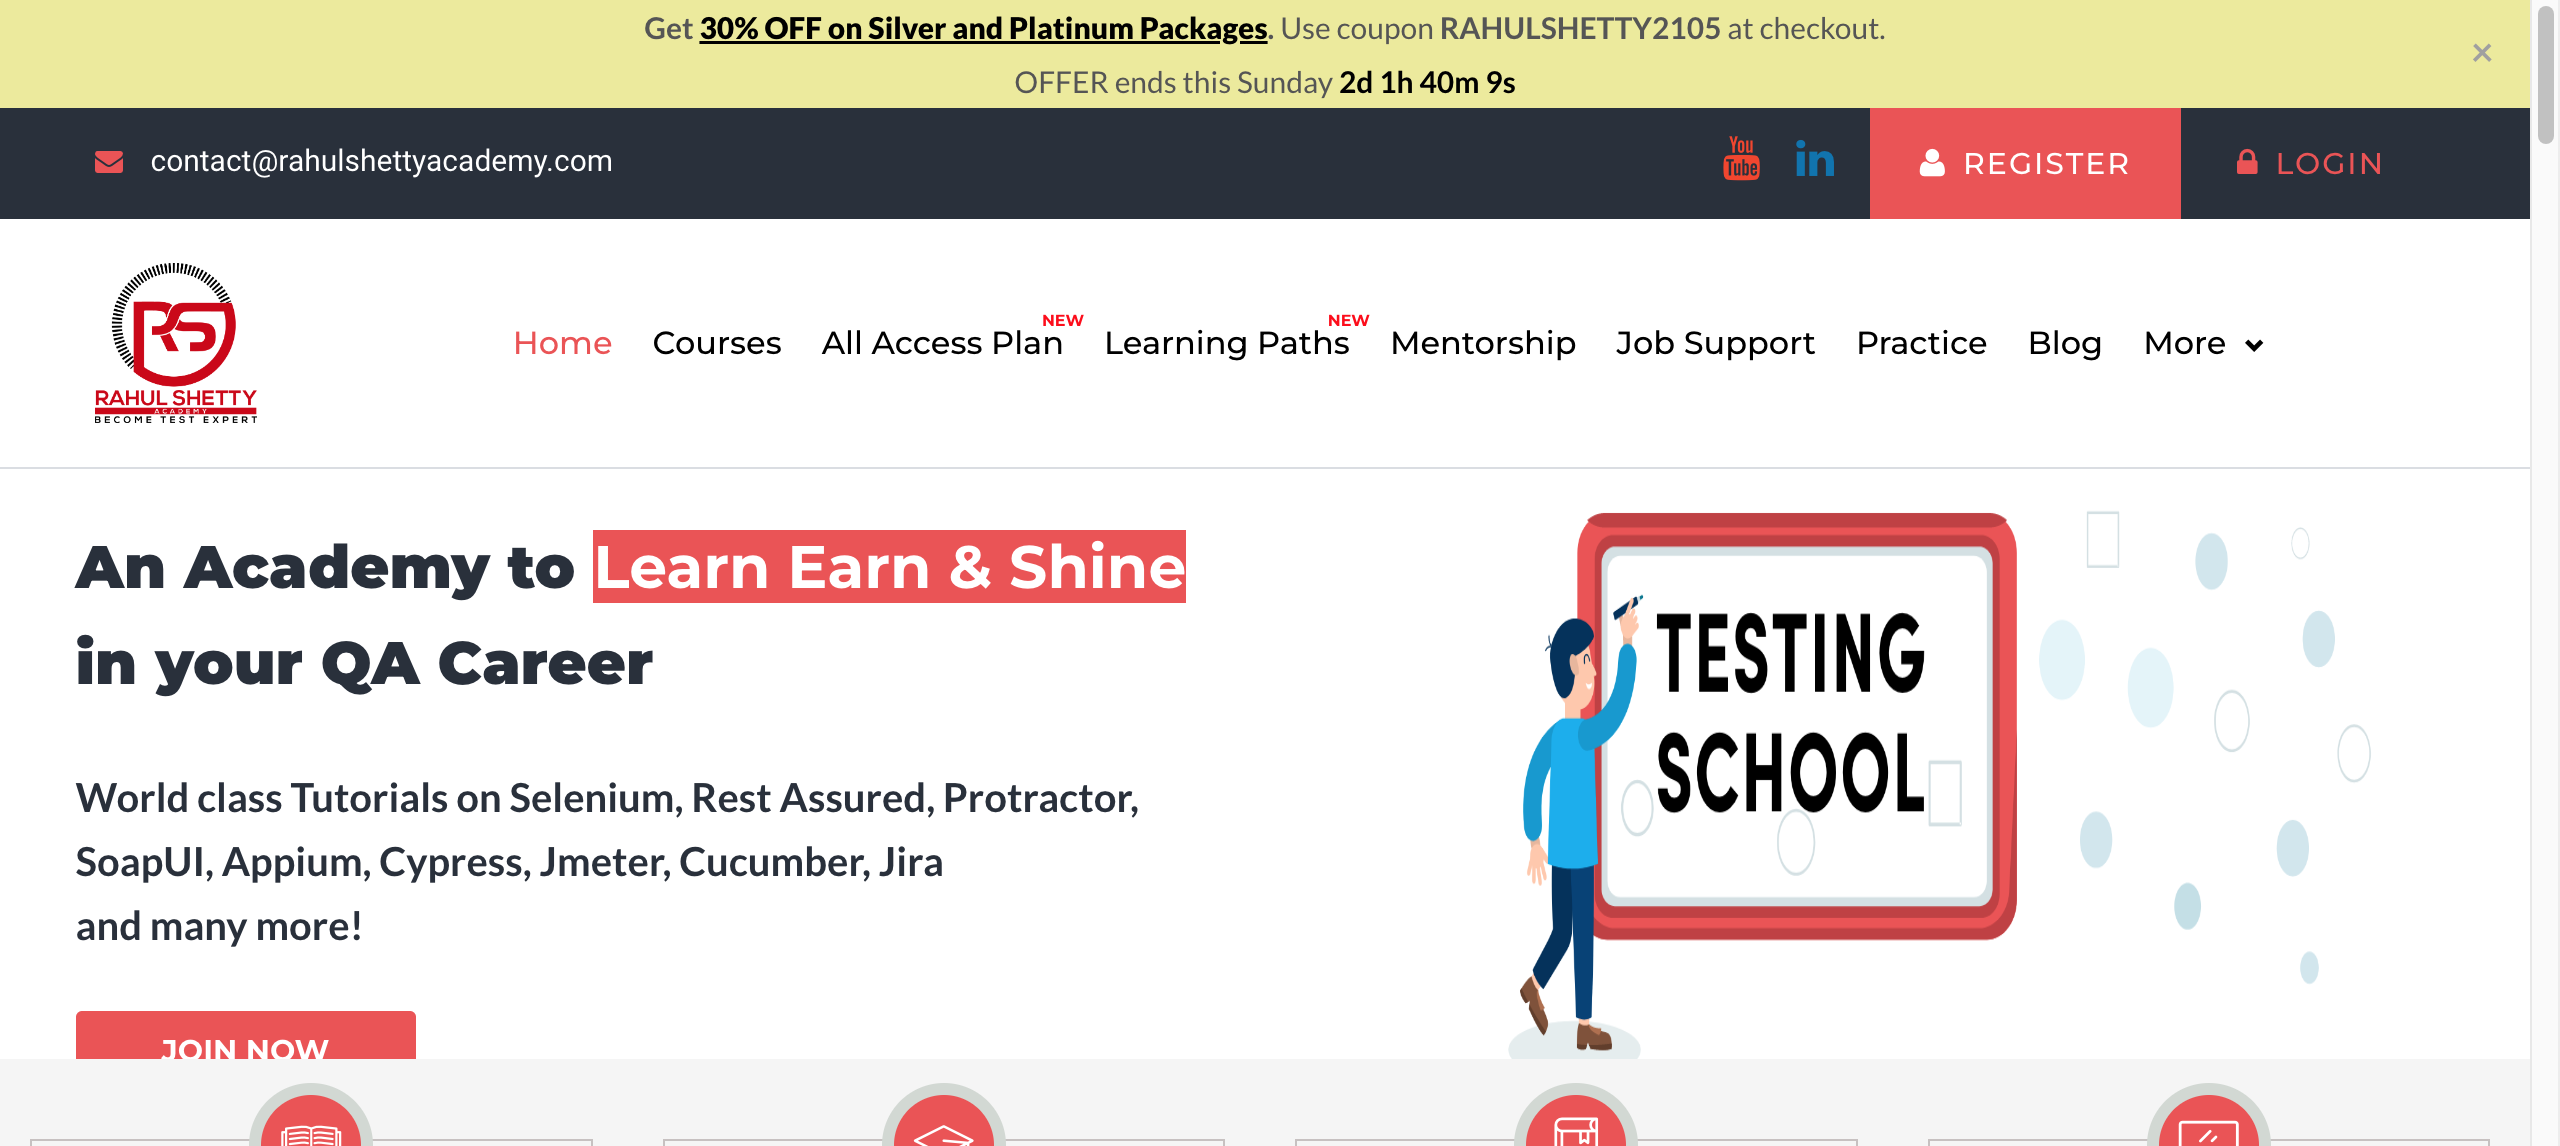 Get 30% OFF on Silver and Platinum Packages. Use coupon RAHULSHETTY2105 at checkout.
OFFER ends this Sunday 2d 1h 40m 9s
×
contact@rahulshettyacademy.com
You Tube
in
REGISTER
LOGIN
RS
RAHUL SHETTY
ACADEMY
BECOME TEST EXPERT
Home Courses All Access Plan NEW Learning Paths NEW Mentorship Job Support Practice Blog More
An Academy to Learn Earn & Shine
in your QA Career
World class Tutorials on Selenium, Rest Assured, Protractor,
SoapUI, Appium, Cypress, Jmeter, Cucumber, Jira
and many more!
JOIN NOW
TESTING
SCHOOL